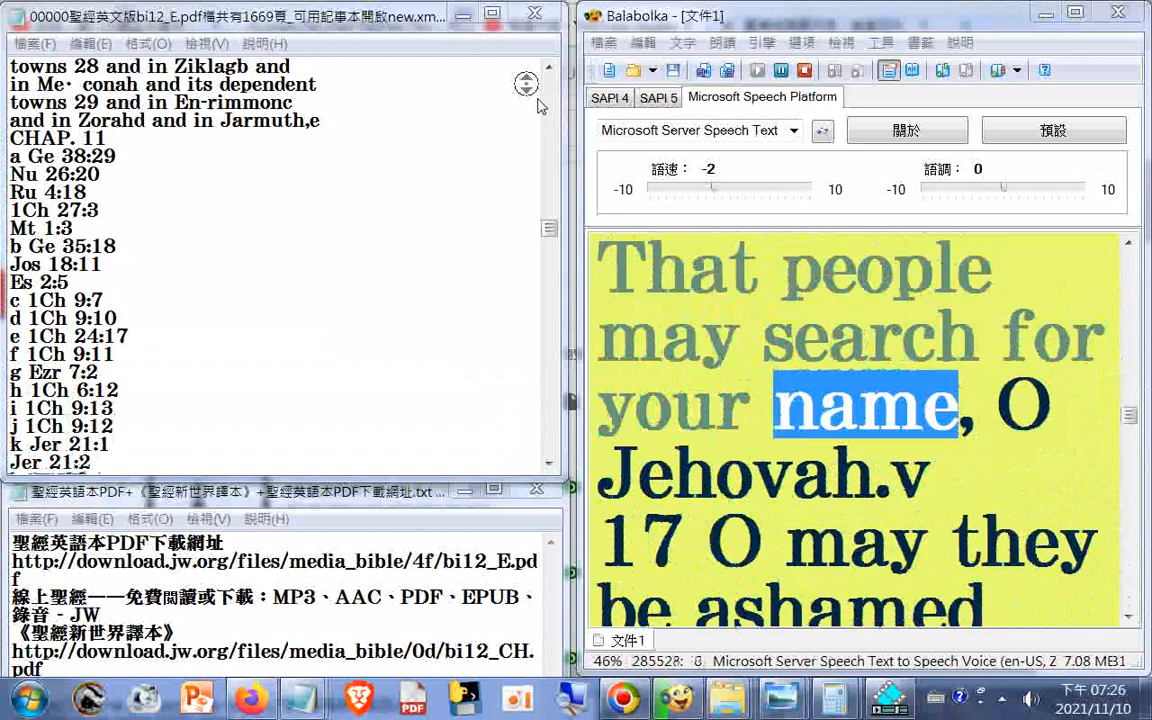 00000聖經英文版bi12_E.pdf檔共有1669頁_可用記事本開啟new.xm...
檔案(F) 編輯(E) 格式(O) 檢視(V) 說明(H)
towns 28 and in Ziklagb and
in Me· conah and its dependent
towns 29 and in En-rimmonc
and in Zorahd and in Jarmuth,e
CHAP. 11
a Ge 38:29
Nu 26:20
Ru 4:18
1Ch 27:3
Mt 1:3
b Ge 35:18
Jos 18:11
Es 2:5
c 1Ch 9:7
d 1Ch 9:10
e 1Ch 24:17
f 1Ch 9:11
g Ezr 7:2
h 1Ch 6:12
i 1Ch 9:13
j 1Ch 9:12
k Jer 21:1
Jer 21:2
聖經英語本PDF+《聖經新世界譯本》+聖經英語本PDF下載網址.txt ...
檔案(F) 編輯(E) 格式(O) 檢視(V) 說明(H)
聖經英語本PDF下載網址
http://download.jw.org/files/media_bible/4f/bi12_E.pd
f
線上聖經——免費閱讀或下載：MP3、AAC、PDF、EPUB、
錄音 - JW
《聖經新世界譯本》
http://download.jw.org/files/media_bible/0d/bi12_CH.
pdf
Balabolka - [文件1]
檔案 編輯 文字 朗讀 引擎 選項 檢視 工具 書籤 說明
SAPI 4 SAPI 5 Microsoft Speech Platform
Microsoft Server Speech Text 關於 預設
語速： -2 語調： 0
-10 10 -10 10
That people
may search for
your name, O
Jehovah.v
17 O may they
be ashamed
文件1
46% Microsoft Server Speech Text to Speech Voice (en-US, Z 7.08 MB
下午 07:26
2021/11/10